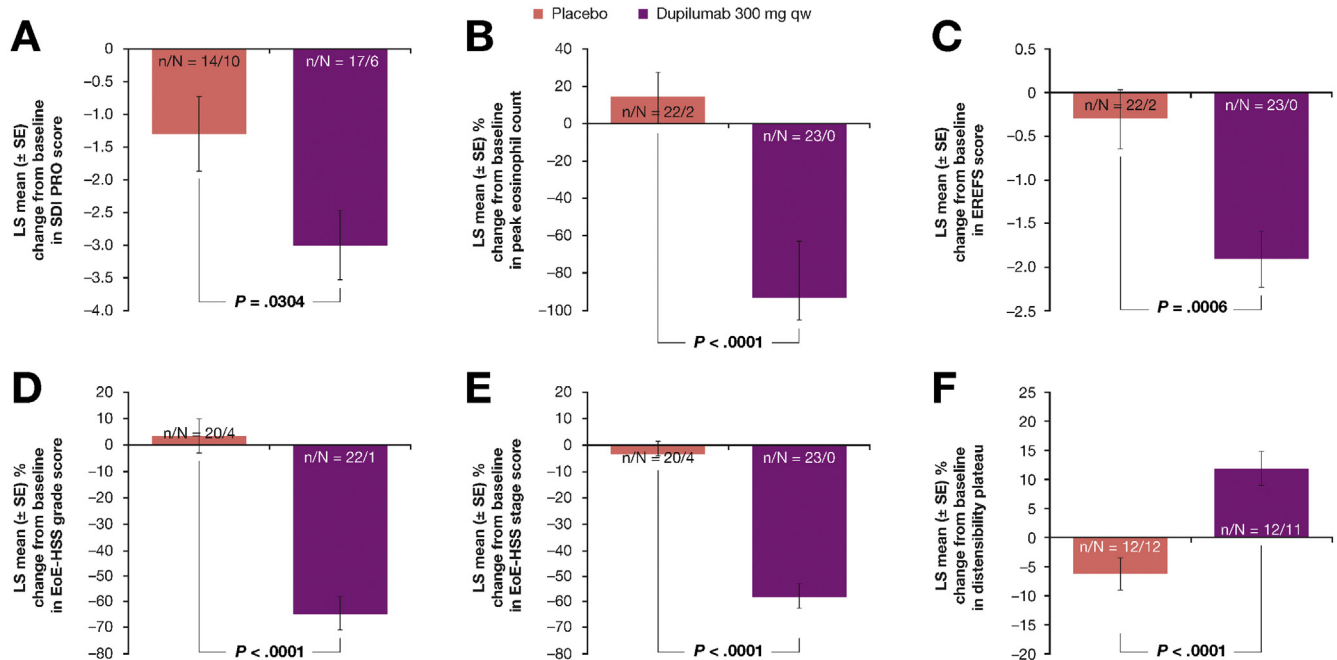 Placebo
Dupilumab 300 mg qw
A
LS mean (± SE)
change from baseline
in SDI PRO score
0
−0.5
−1.0
−1.5
−2.0
−2.5
−3.0
−3.5
−4.0
n/N = 14/10
n/N = 17/6
P = .0304
B
LS mean (± SE) %
change from baseline
in peak eosinophil count
40
20
0
−20
−40
−60
−80
−100
n/N = 22/2
n/N = 23/0
P < .0001
C
LS mean (± SE)
change from baseline
in EREFS score
0.5
0
−0.5
−1.0
−1.5
−2.0
−2.5
n/N = 22/2
n/N = 23/0
P = .0006
D
LS mean (± SE) %
change from baseline
in EoE-HSS grade score
20
10
0
−10
−20
−30
−40
−50
−60
−70
−80
n/N = 20/4
n/N = 22/1
P < .0001
E
LS mean (± SE) %
change from baseline
in EoE-HSS stage score
20
10
0
−10
−20
−30
−40
−50
−60
−70
−80
n/N = 20/4
n/N = 23/0
P < .0001
F
LS mean (± SE) %
change from baseline
in distensibility plateau
25
20
15
10
5
0
−5
−10
−15
−20
n/N = 12/12
n/N = 12/11
P < .0001